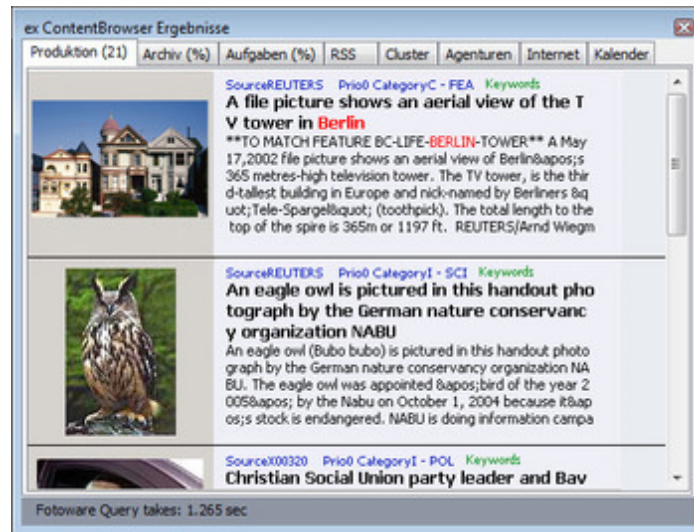 ex ContentBrowser Ergebnisse
Produktion (21) Archiv (%) Aufgaben (%) RSS Cluster Agenturen Internet Kalender
SourceREUTERS Prio0 CategoryC - FEA Keywords
A file picture shows an aerial view of the T
V tower in Berlin
**TO MATCH FEATURE BC-LIFE-BERLIN-TOWER** A May
17,2002 file picture shows an aerial view of Berlin&apos;s
365 metres-high television tower. The TV tower, is the thir
d-tallest building in Europe and nick-named by Berliners &q
uot;Tele-Spargel&quot; (toothpick). The total length to the
top of the spire is 365m or 1197 ft. REUTERS/Arnd Wiegm
SourceREUTERS Prio0 CategoryI - SCI Keywords
An eagle owl is pictured in this handout pho
tograph by the German nature conservanc
y organization NABU
An eagle owl (Bubo bubo) is pictured in this handout photo
graph by the German nature conservancy organization NA
BU. The eagle owl was appointed &apos;bird of the year 2
005&apos; by the Nabu on October 1, 2004 because it&ap
os;s stock is endangered. NABU is doing information campa
SourceX00320 Prio0 CategoryI - POL Keywords
Christian Social Union party leader and Bav
Fotoware Query takes: 1.265 sec